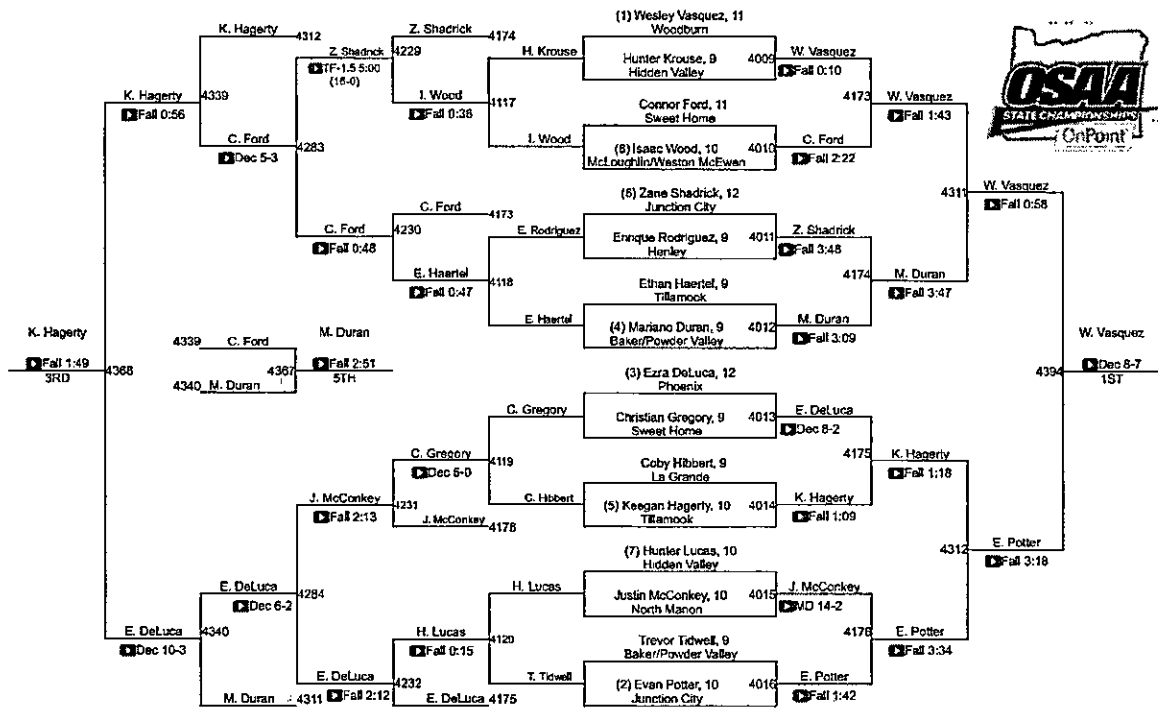 (1) Wesley Vasquez, 11
Woodburn
Hunter Krouse, 9
Hidden Valley
4009
Connor Ford, 11
Sweet Home
(8) Isaac Wood, 10
McLoughlin/Weston McEwen
4010
(6) Zane Shadrick, 12
Junction City
Enrique Rodriguez, 9
Henley
4011
Ethan Haertel, 9
Tillamook
(4) Mariano Duran, 9
Baker/Powder Valley
4012
(3) Ezra DeLuca, 12
Phoenix
Christian Gregory, 9
Sweet Home
4013
Coby Hibbert, 9
La Grande
(5) Keegan Hagerty, 10
Tillamook
4014
(7) Hunter Lucas, 10
Hidden Valley
Justin McConkey, 10
North Marion
4015
Trevor Tidwell, 9
Baker/Powder Valley
(2) Evan Potter, 10
Junction City
4016
W. Vasquez
Fall 0:10
4173
C. Ford
Fall 2:22
Z. Shadrick
Fall 3:48
4174
M. Duran
Fall 3:09
E. DeLuca
Dec 8-2
4175
K. Hagerty
Fall 1:09
J. McConkey
MD 14-2
4176
E. Potter
Fall 1:42
W. Vasquez
Fall 1:43
4311
M. Duran
Fall 3:47
K. Hagerty
Fall 1:18
4312
E. Potter
Fall 3:34
W. Vasquez
Fall 0:58
4394
E. Potter
Fall 3:18
W. Vasquez
Dec 8-7
1ST
OSAA
STATE CHAMPIONSHIPS
OnPoint
H. Krouse
4117
I. Wood
E. Rodriguez
4118
E. Haertel
C. Gregory
4119
C. Hibbert
H. Lucas
4120
T. Tidwell
Z. Shadrick 4174
4229
I. Wood
Fall 0:36
C. Ford 4173
4230
E. Haertel
Fall 0:47
C. Gregory
Dec 5-0
4231
J. McConkey 4176
H. Lucas
Fall 0:15
4232
E. DeLuca 4175
Z. Shadrick
TF-1.5 5:00
(16-0)
4283
C. Ford
Fall 0:48
J. McConkey
Fall 2:13
4284
E. DeLuca
Fall 2:12
K. Hagerty 4312
4339
C. Ford
Dec 5-3
E. DeLuca
Dec 6-2
4340
M. Duran 4311
K. Hagerty
Fall 0:56
4368
E. DeLuca
Dec 10-3
K. Hagerty
Fall 1:49
3RD
4339 C. Ford
4367
4340 M. Duran
M. Duran
Fall 2:51
5TH